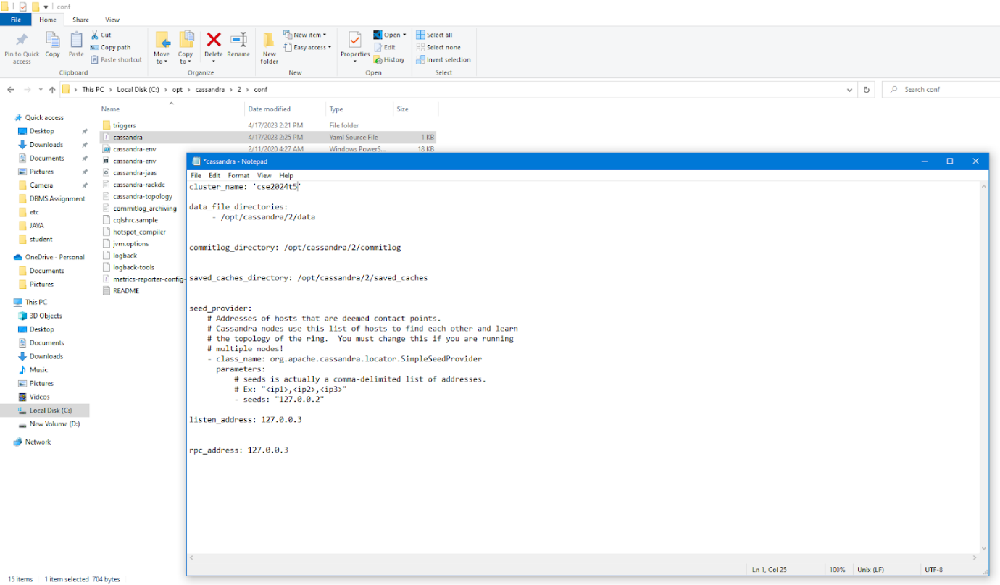 conf
File Home Share View
Pin to Quick access
Copy
Paste
Cut
Copy path
Paste shortcut
Clipboard
Move to
Copy to
Delete
Rename
Organize
New folder
New item
Easy access
New
Properties
Open
Edit
History
Open
Select all
Select none
Invert selection
Select
This PC > Local Disk (C:) > opt > cassandra > 2 > conf
Search conf
Name Date modified Type Size
Quick access
Desktop
Downloads
Documents
Pictures
Camera
DBMS Assignment
etc
JAVA
student
OneDrive - Personal
Documents
Pictures
This PC
3D Objects
Desktop
Documents
Downloads
Music
Pictures
Videos
Local Disk (C:)
New Volume (D:)
Network
triggers 4/17/2023 2:21 PM File folder
cassandra 4/17/2023 2:25 PM Yaml Source File 1 KB
cassandra-env 2/11/2020 4:27 AM Windows PowerS... 18 KB
cassandra-env
cassandra-jaas
cassandra-rackdc
cassandra-topology
commitlog_archiving
cqlshrc.sample
hotspot_compiler
jvm.options
logback
logback-tools
metrics-reporter-config-
README
*cassandra - Notepad
File Edit Format View Help
cluster_name: 'cse2024t5'
data_file_directories:
- /opt/cassandra/2/data
commitlog_directory: /opt/cassandra/2/commitlog
saved_caches_directory: /opt/cassandra/2/saved_caches
seed_provider:
# Addresses of hosts that are deemed contact points.
# Cassandra nodes use this list of hosts to find each other and learn
# the topology of the ring.  You must change this if you are running
# multiple nodes!
- class_name: org.apache.cassandra.locator.SimpleSeedProvider
parameters:
# seeds is actually a comma-delimited list of addresses.
# Ex: "<ip1>,<ip2>,<ip3>"
- seeds: "127.0.0.2"
listen_address: 127.0.0.3
rpc_address: 127.0.0.3
Ln 1, Col 25 100% Unix (LF) UTF-8
15 items 1 item selected 704 bytes